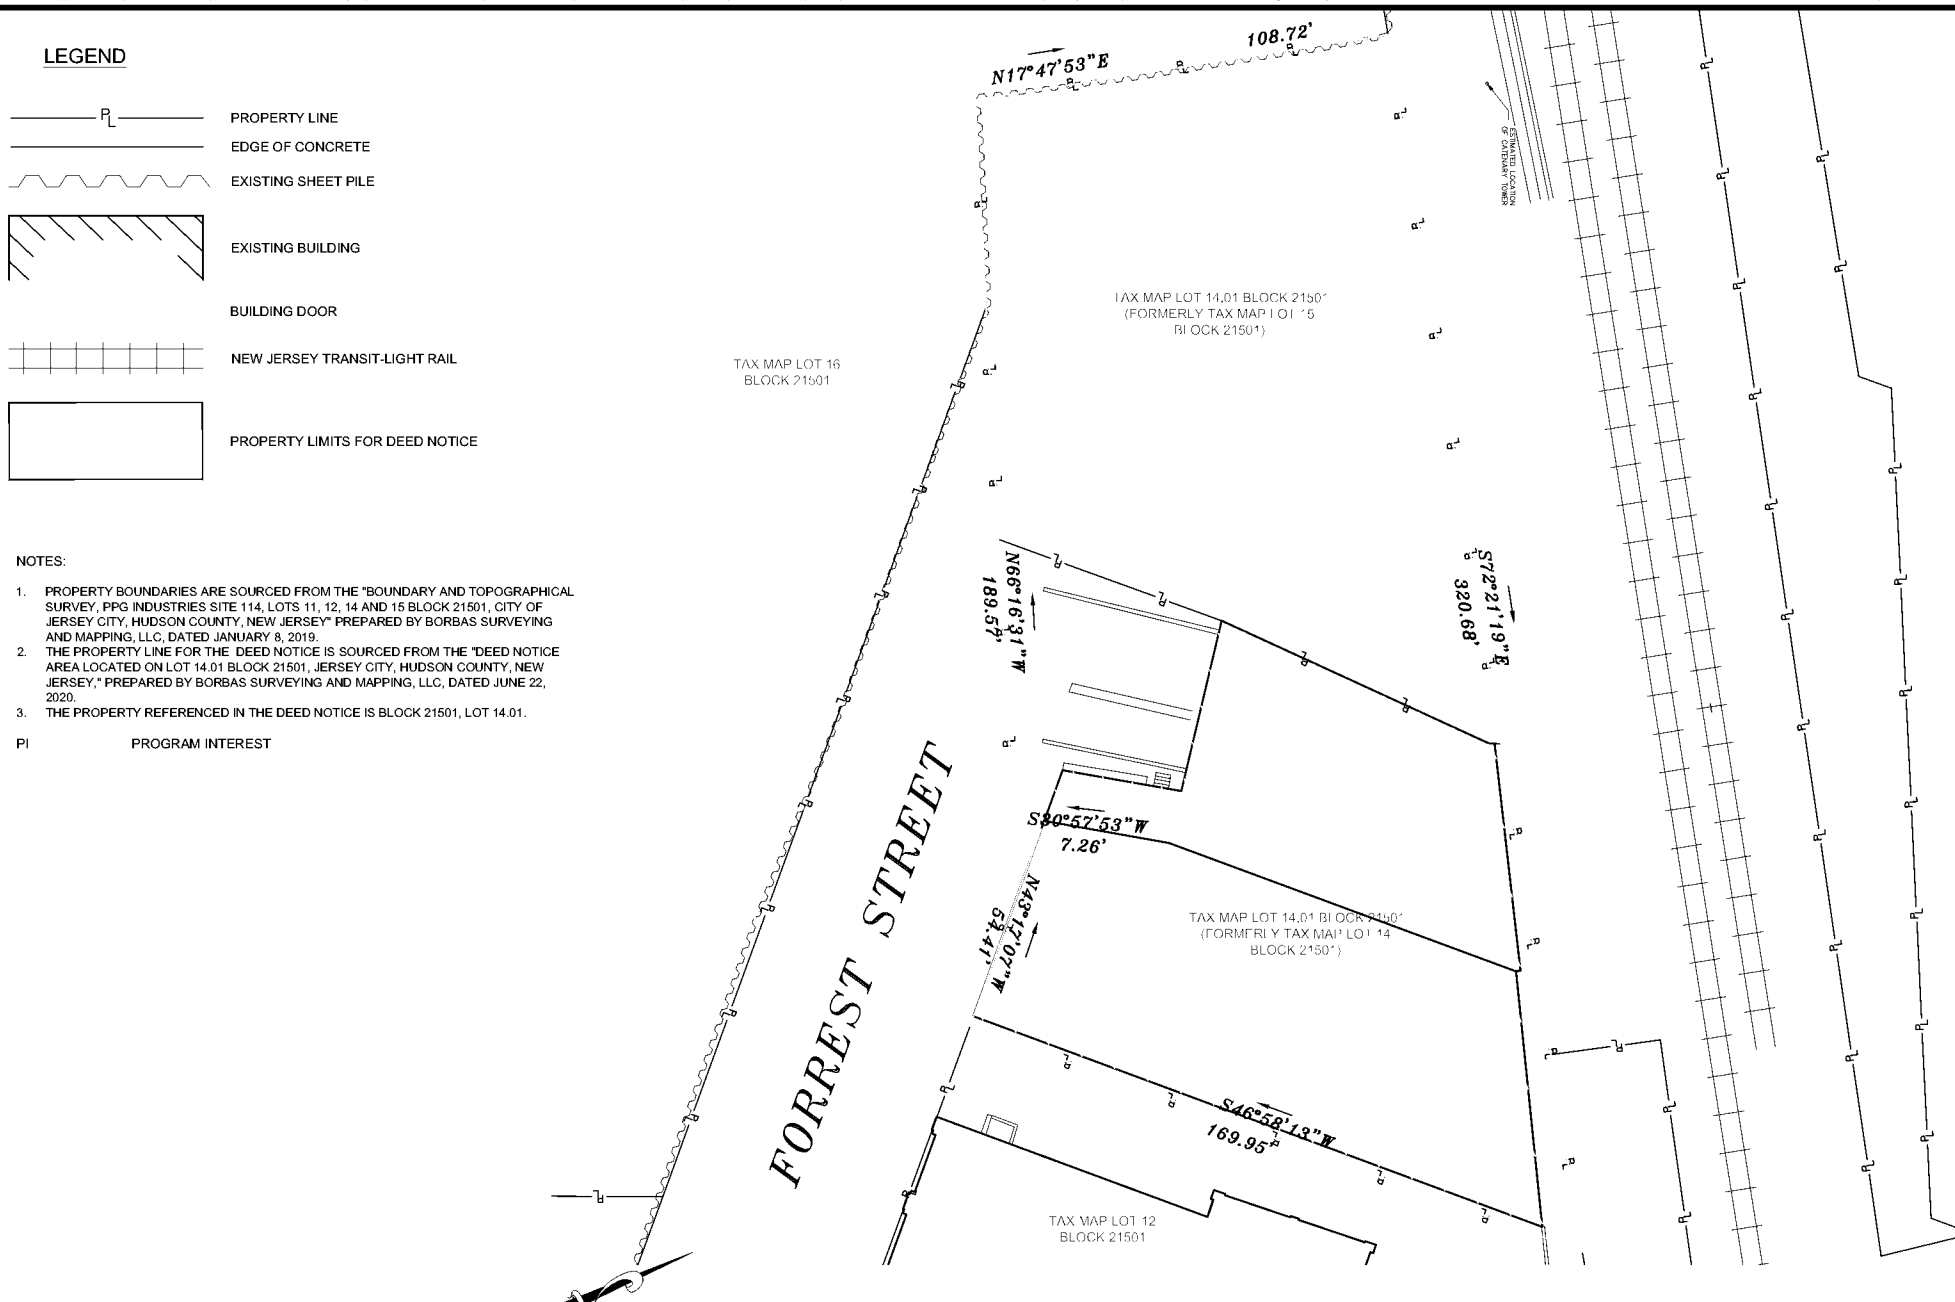 LEGEND
PROPERTY LINE
EDGE OF CONCRETE
EXISTING SHEET PILE
EXISTING BUILDING
BUILDING DOOR
NEW JERSEY TRANSIT-LIGHT RAIL
PROPERTY LIMITS FOR DEED NOTICE
NOTES:
1. PROPERTY BOUNDARIES ARE SOURCED FROM THE "BOUNDARY AND TOPOGRAPHICAL
SURVEY, PPG INDUSTRIES SITE 114, LOTS 11, 12, 14 AND 15 BLOCK 21501, CITY OF
JERSEY CITY, HUDSON COUNTY, NEW JERSEY" PREPARED BY BORBAS SURVEYING
AND MAPPING, LLC, DATED JANUARY 8, 2019.
2. THE PROPERTY LINE FOR THE DEED NOTICE IS SOURCED FROM THE "DEED NOTICE
AREA LOCATED ON LOT 14.01 BLOCK 21501, JERSEY CITY, HUDSON COUNTY, NEW
JERSEY," PREPARED BY BORBAS SURVEYING AND MAPPING, LLC, DATED JUNE 22,
2020.
3. THE PROPERTY REFERENCED IN THE DEED NOTICE IS BLOCK 21501, LOT 14.01.
PI PROGRAM INTEREST
N17°47'53"E
108.72'
ESTIMATED LOCATION
OF CATENARY TOWER
TAX MAP LOT 14.01 BLOCK 21501
(FORMERLY TAX MAP LOT 15
BLOCK 21501)
TAX MAP LOT 16
BLOCK 21501
N66°16'31"W
189.57'
S72°21'19"E
320.68'
S30°57'53"W
7.26'
N43°17'07"W
54.41'
FORREST STREET
TAX MAP LOT 14.01 BLOCK 21501
(FORMERLY TAX MAP LOT 14
BLOCK 21501)
S46°58'13"W
169.95'
TAX MAP LOT 12
BLOCK 21501